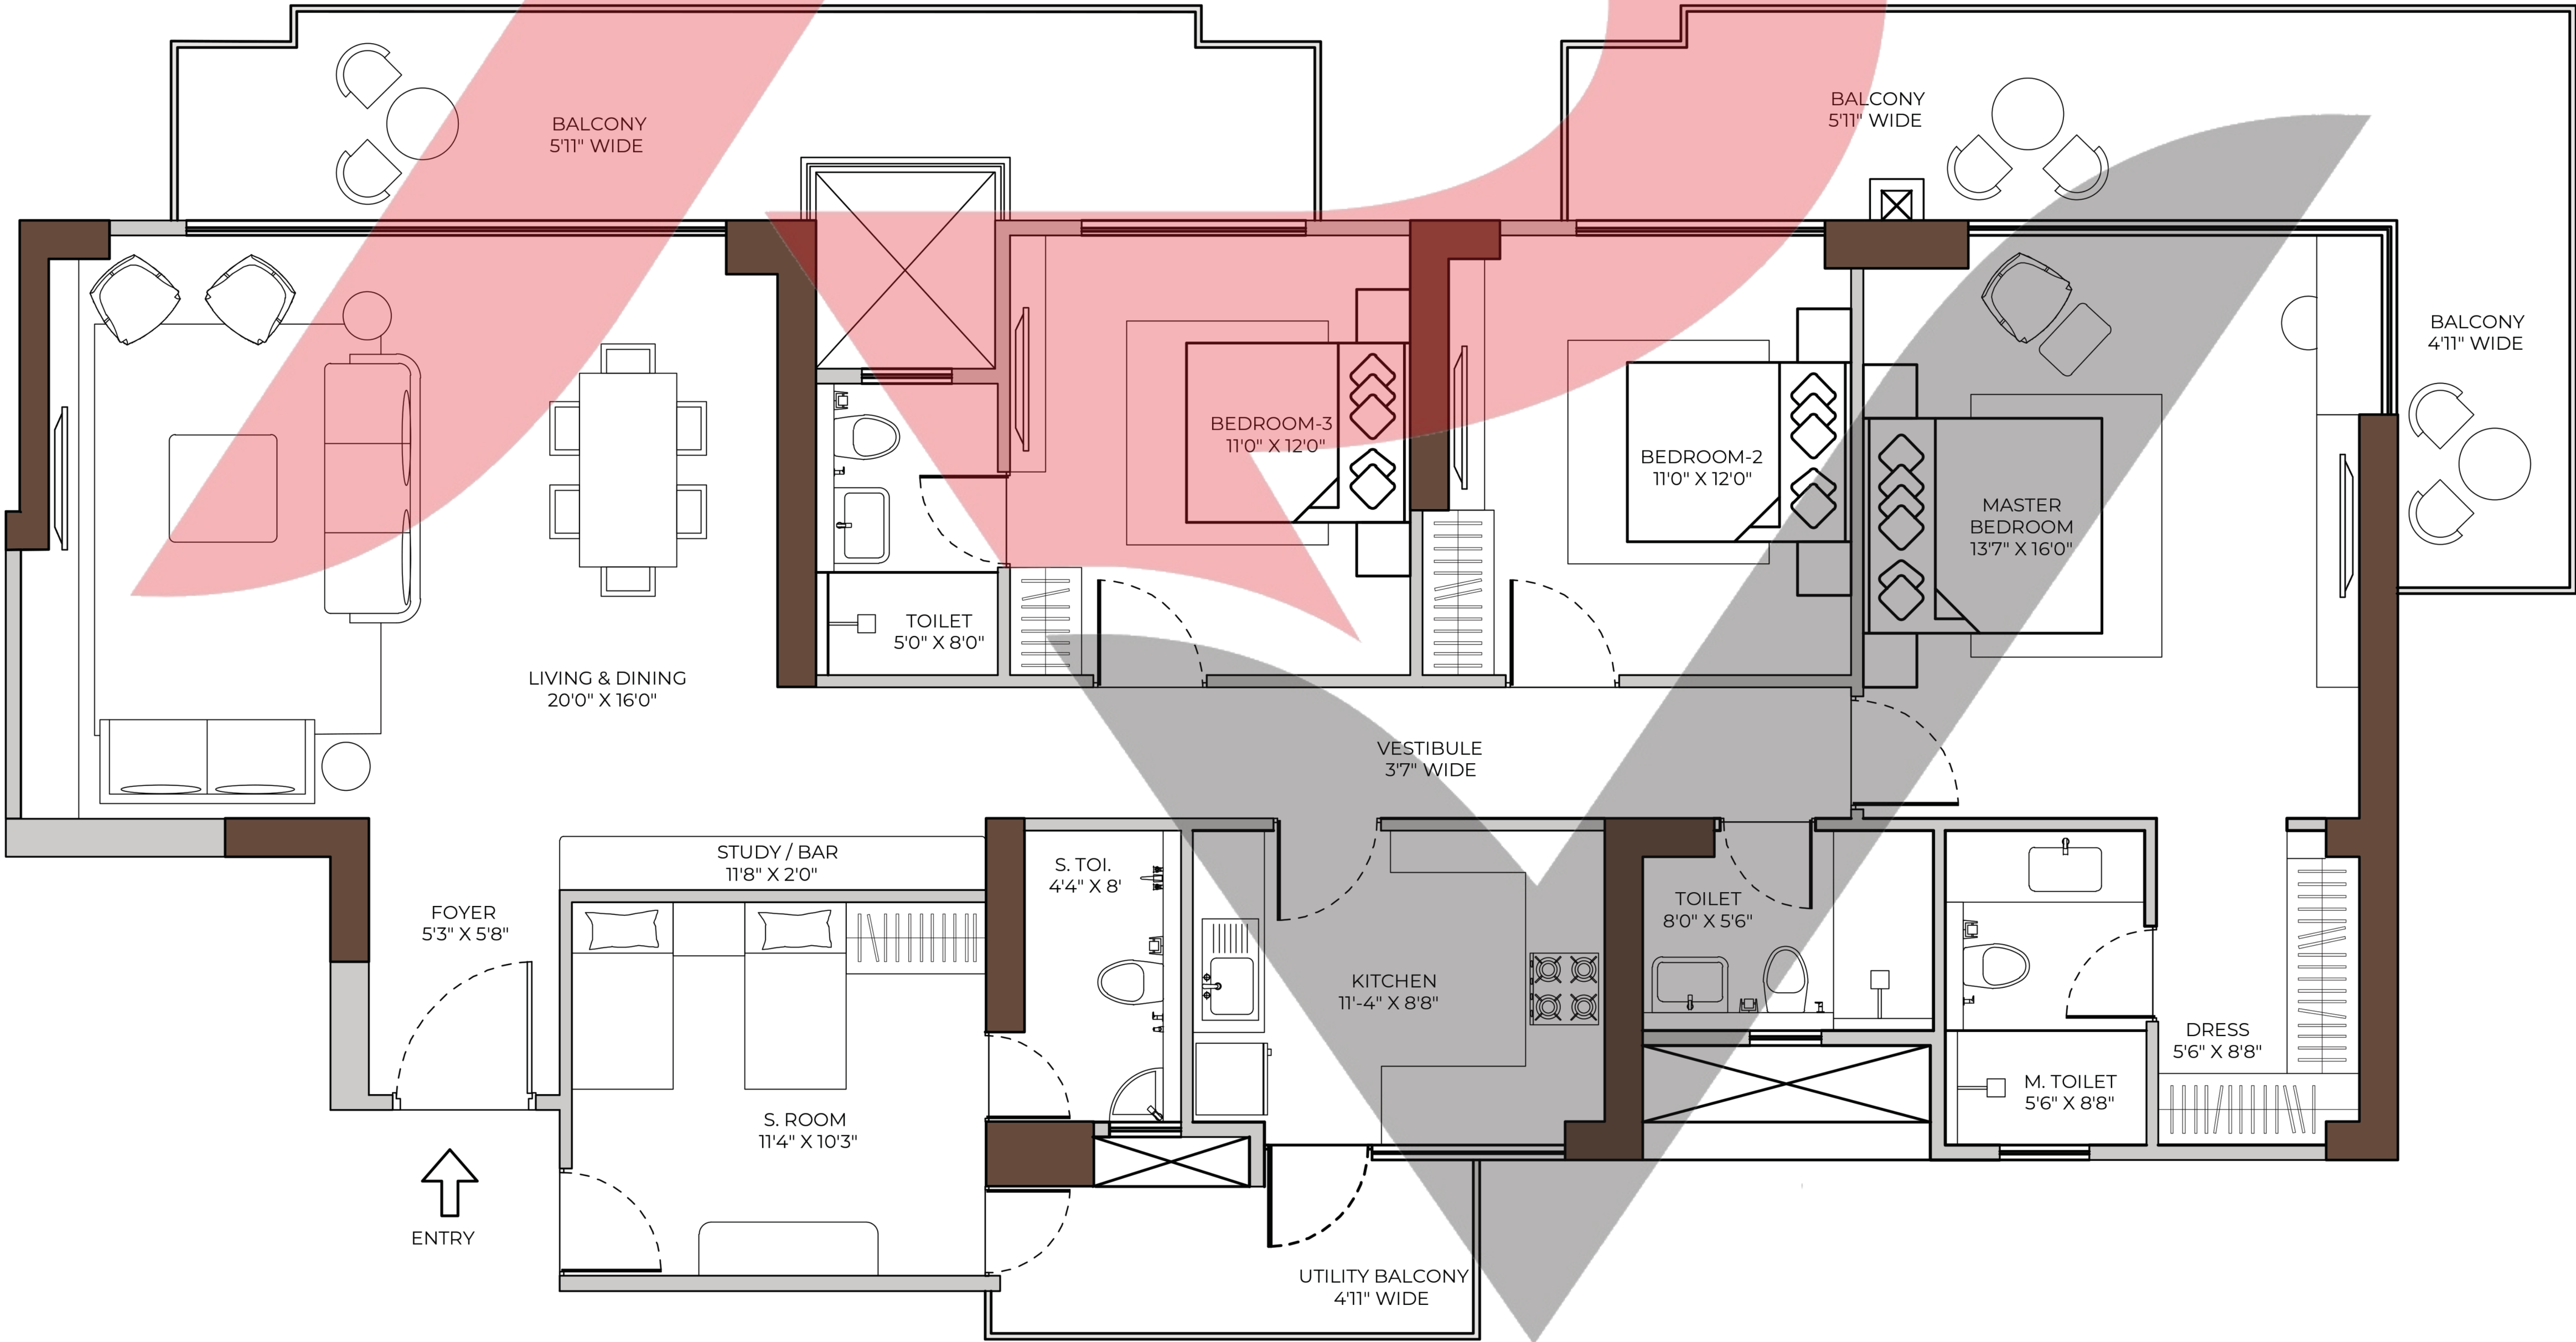 BALCONY
5'11" WIDE
BALCONY
5'11" WIDE
BALCONY
4'11" WIDE
BEDROOM-3
11'0" X 12'0"
BEDROOM-2
11'0" X 12'0"
MASTER
BEDROOM
13'7" X 16'0"
TOILET
5'0" X 8'0"
LIVING & DINING
20'0" X 16'0"
VESTIBULE
3'7" WIDE
STUDY / BAR
11'8" X 2'0"
S. TOI.
4'4" X 8'
FOYER
5'3" X 5'8"
TOILET
8'0" X 5'6"
KITCHEN
11'-4" X 8'8"
DRESS
5'6" X 8'8"
M. TOILET
5'6" X 8'8"
S. ROOM
11'4" X 10'3"
ENTRY
UTILITY BALCONY
4'11" WIDE